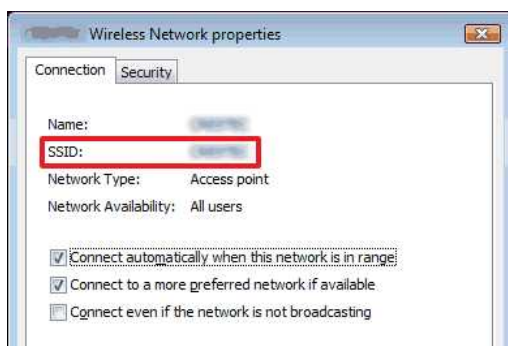 Wireless Network properties
Connection Security
Name:
SSID:
Network Type: Access point
Network Availability: All users
Connect automatically when this network is in range
Connect to a more preferred network if available
Connect even if the network is not broadcasting